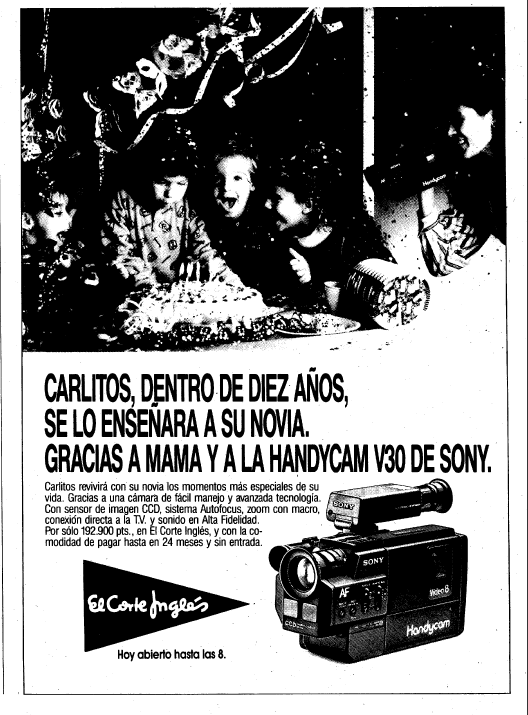 Handycam
CARLITOS, DENTRO DE DIEZ AÑOS,
SE LO ENSEÑARA A SU NOVIA.
GRACIAS A MAMA Y A LA HANDYCAM V30 DE SONY.
Carlitos revivirá con su novia los momentos más especiales de su
vida. Gracias a una cámara de fácil manejo y avanzada tecnología.
Con sensor de imagen CCD, sistema Autofocus, zoom con macro,
conexión directa a la T.V. y sonido en Alta Fidelidad.
Por sólo 192.900 pts., en El Corte Inglés, y con la co-
modidad de pagar hasta en 24 meses y sin entrada.
SONY
SONY
AF
Video 8
CCD
Handycam
El Corte Inglés
Hoy abierto hasta las 8.